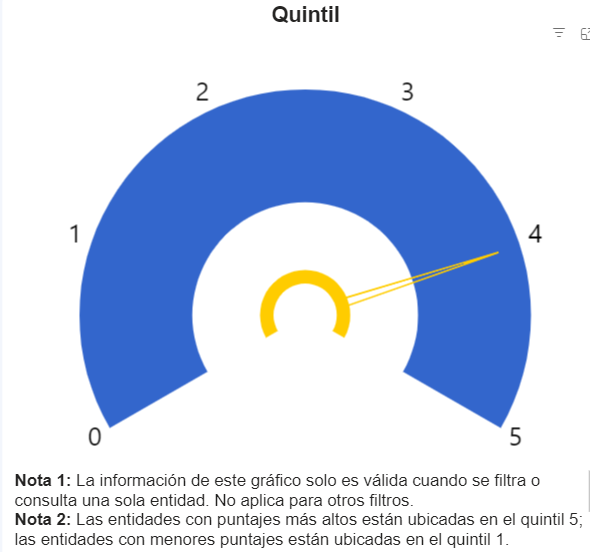 Quintil
2
3
1
4
0
5
Nota 1: La información de este gráfico solo es válida cuando se filtra o
consulta una sola entidad. No aplica para otros filtros.
Nota 2: Las entidades con puntajes más altos están ubicadas en el quintil 5;
las entidades con menores puntajes están ubicadas en el quintil 1.